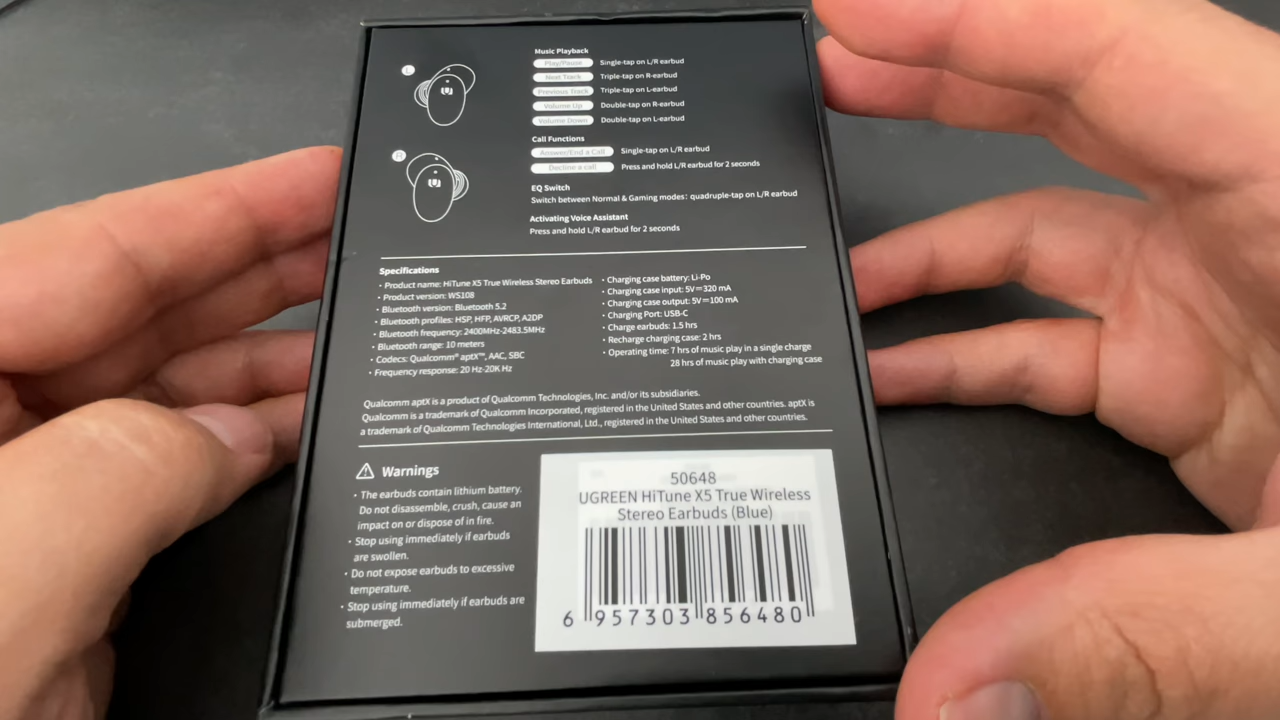 Music Playback
Play/Pause Single-tap on L/R earbud
Next Track Triple-tap on R-earbud
Previous Track Triple-tap on L-earbud
Volume Up Double-tap on R-earbud
Volume Down Double-tap on L-earbud
L
Call Functions
Answer/End a Call Single-tap on L/R earbud
Decline a call Press and hold L/R earbud for 2 seconds
R
EQ Switch
Switch between Normal & Gaming modes: quadruple-tap on L/R earbud
Activating Voice Assistant
Press and hold L/R earbud for 2 seconds
Specifications
• Product name: HiTune X5 True Wireless Stereo Earbuds
• Product version: WS108
• Bluetooth version: Bluetooth 5.2
• Bluetooth profiles: HSP, HFP, AVRCP, A2DP
• Bluetooth frequency: 2400MHz-2483.5MHz
• Bluetooth range: 10 meters
• Codecs: Qualcomm® aptX™, AAC, SBC
• Frequency response: 20 Hz-20K Hz
• Charging case battery: Li-Po
• Charging case input: 5V⎓320 mA
• Charging case output: 5V⎓100 mA
• Charging Port: USB-C
• Charge earbuds: 1.5 hrs
• Recharge charging case: 2 hrs
• Operating time: 7 hrs of music play in a single charge
28 hrs of music play with charging case
Qualcomm aptX is a product of Qualcomm Technologies, Inc. and/or its subsidiaries.
Qualcomm is a trademark of Qualcomm Incorporated, registered in the United States and other countries. aptX is
a trademark of Qualcomm Technologies International, Ltd., registered in the United States and other countries.
Warnings
• The earbuds contain lithium battery.
Do not disassemble, crush, cause an
impact on or dispose of in fire.
• Stop using immediately if earbuds
are swollen.
• Do not expose earbuds to excessive
temperature.
• Stop using immediately if earbuds are
submerged.
50648
UGREEN HiTune X5 True Wireless
Stereo Earbuds (Blue)
6 957303 856480